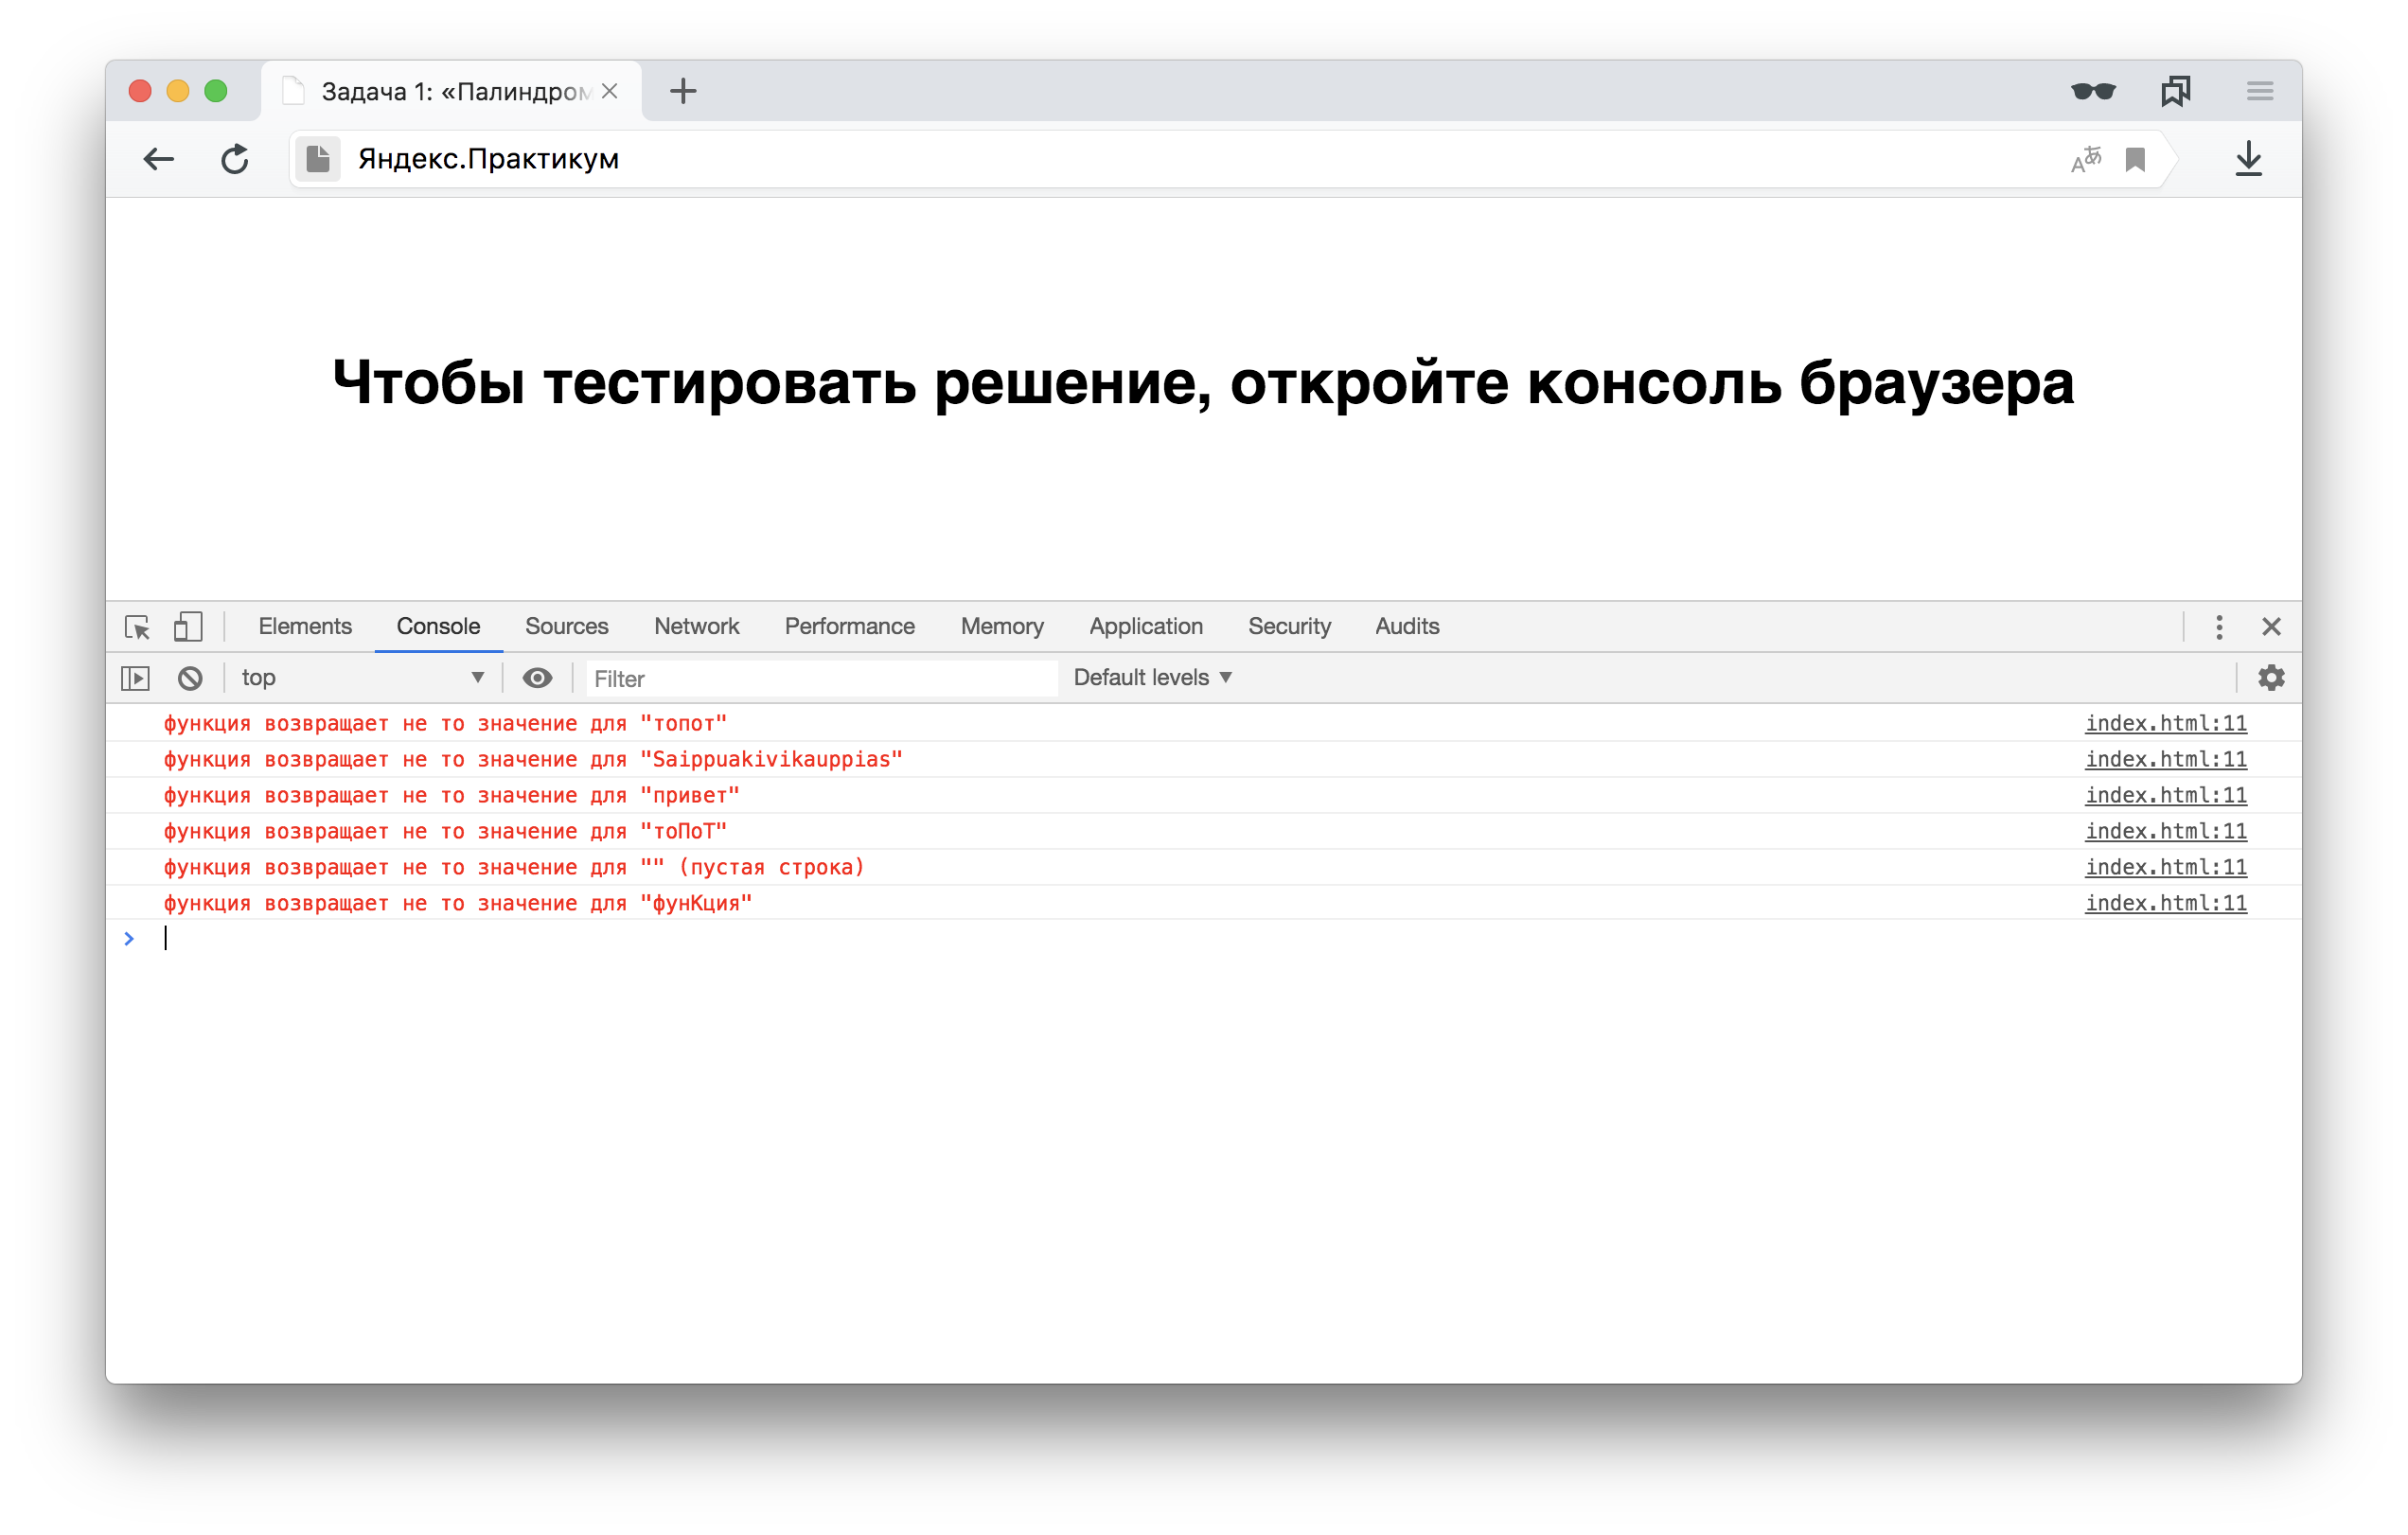 Задача 1: «Палиндром
Яндекс.Практикум
Чтобы тестировать решение, откройте консоль браузера
Elements Console Sources Network Performance Memory Application Security Audits
top Filter Default levels
функция возвращает не то значение для "топот" index.html:11
функция возвращает не то значение для "Saippuakivikauppias" index.html:11
функция возвращает не то значение для "привет" index.html:11
функция возвращает не то значение для "тоПоТ" index.html:11
функция возвращает не то значение для "" (пустая строка) index.html:11
функция возвращает не то значение для "фунКция" index.html:11